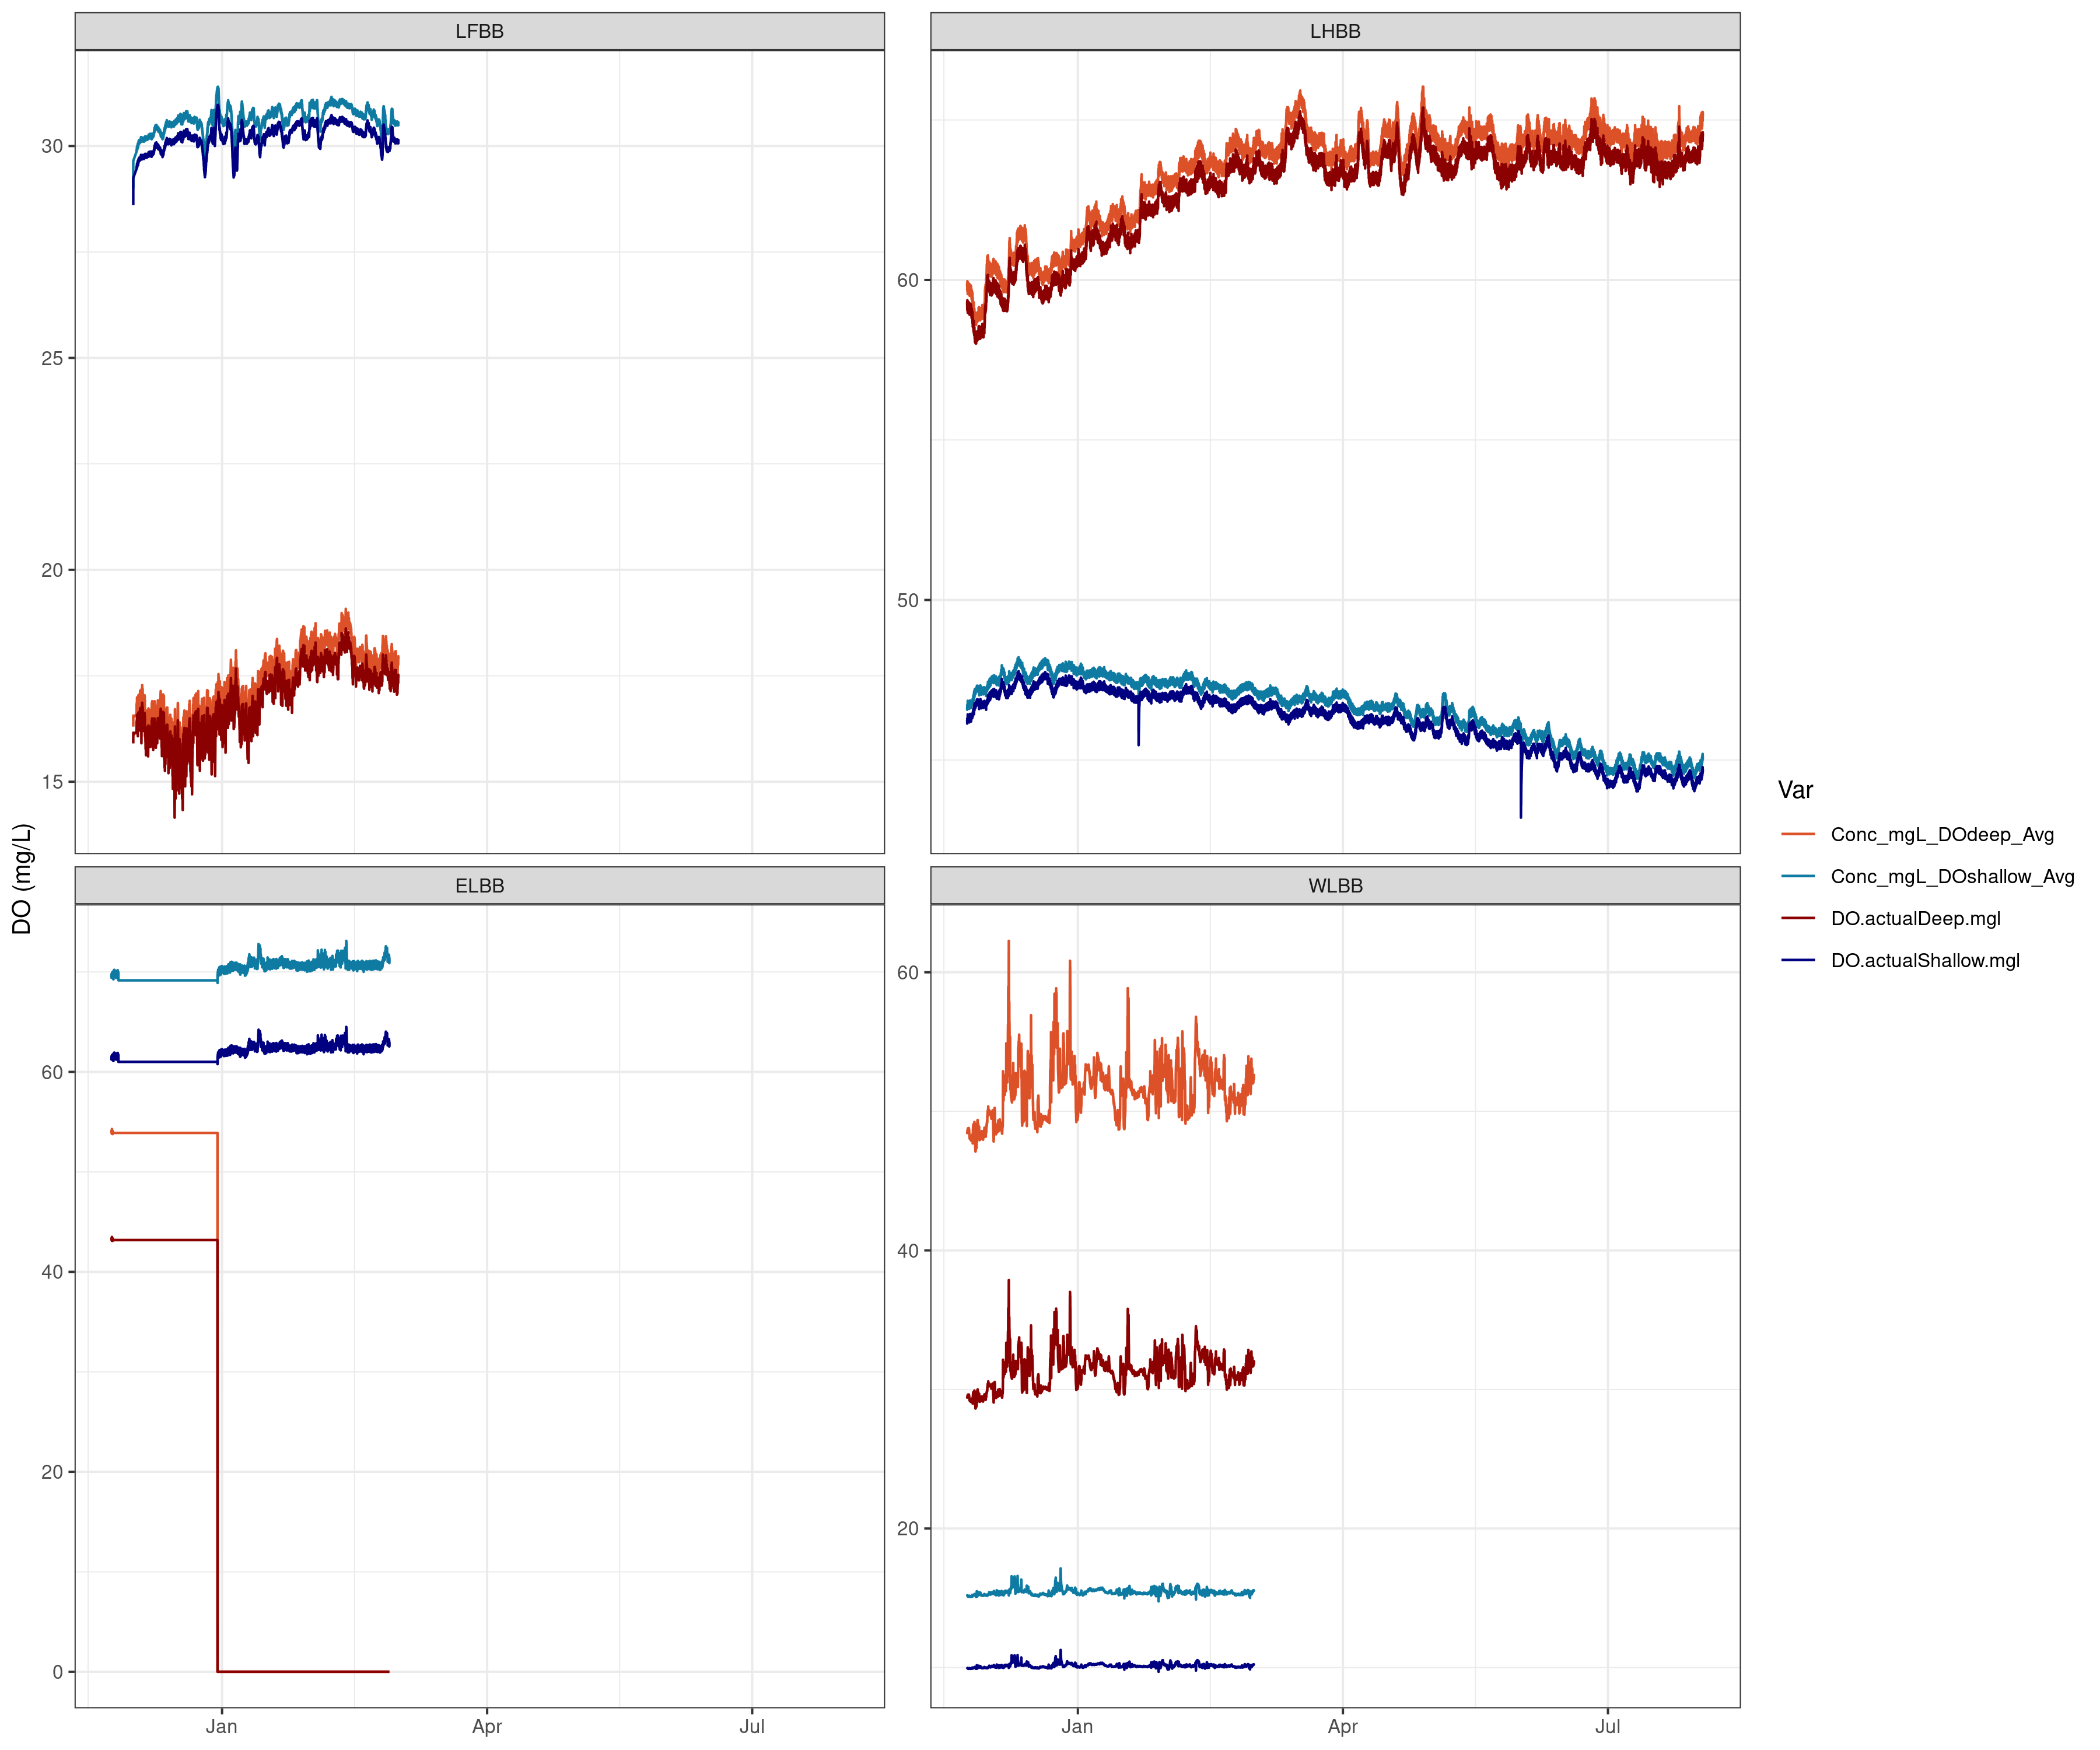 LFBB
LHBB
30
25
20
15
60
50
DO (mg/L)
ELBB
WLBB
60
40
20
0
60
40
20
Jan
Apr
Jul
Jan
Apr
Jul
Var
Conc_mgL_DOdeep_Avg
Conc_mgL_DOshallow_Avg
DO.actualDeep.mgl
DO.actualShallow.mgl